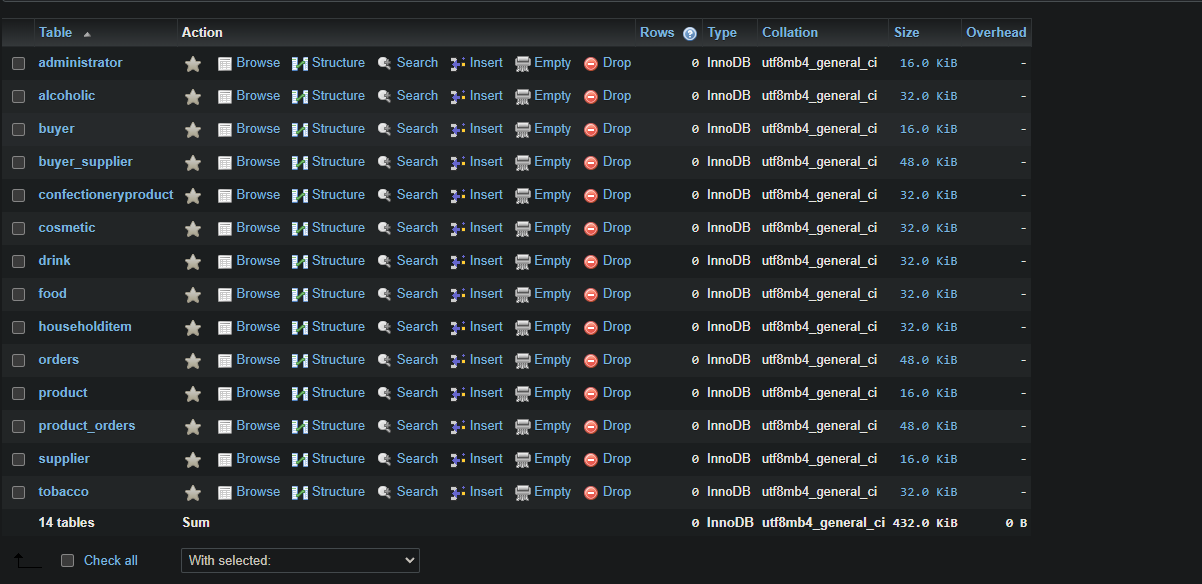 Table Action Rows Type Collation Size Overhead
administrator Browse Structure Search Insert Empty Drop 0 InnoDB utf8mb4_general_ci 16.0 KiB -
alcoholic Browse Structure Search Insert Empty Drop 0 InnoDB utf8mb4_general_ci 32.0 KiB -
buyer Browse Structure Search Insert Empty Drop 0 InnoDB utf8mb4_general_ci 16.0 KiB -
buyer_supplier Browse Structure Search Insert Empty Drop 0 InnoDB utf8mb4_general_ci 48.0 KiB -
confectioneryproduct Browse Structure Search Insert Empty Drop 0 InnoDB utf8mb4_general_ci 32.0 KiB -
cosmetic Browse Structure Search Insert Empty Drop 0 InnoDB utf8mb4_general_ci 32.0 KiB -
drink Browse Structure Search Insert Empty Drop 0 InnoDB utf8mb4_general_ci 32.0 KiB -
food Browse Structure Search Insert Empty Drop 0 InnoDB utf8mb4_general_ci 32.0 KiB -
householditem Browse Structure Search Insert Empty Drop 0 InnoDB utf8mb4_general_ci 32.0 KiB -
orders Browse Structure Search Insert Empty Drop 0 InnoDB utf8mb4_general_ci 48.0 KiB -
product Browse Structure Search Insert Empty Drop 0 InnoDB utf8mb4_general_ci 16.0 KiB -
product_orders Browse Structure Search Insert Empty Drop 0 InnoDB utf8mb4_general_ci 48.0 KiB -
supplier Browse Structure Search Insert Empty Drop 0 InnoDB utf8mb4_general_ci 16.0 KiB -
tobacco Browse Structure Search Insert Empty Drop 0 InnoDB utf8mb4_general_ci 32.0 KiB -
14 tables Sum 0 InnoDB utf8mb4_general_ci 432.0 KiB 0 B
Check all With selected: